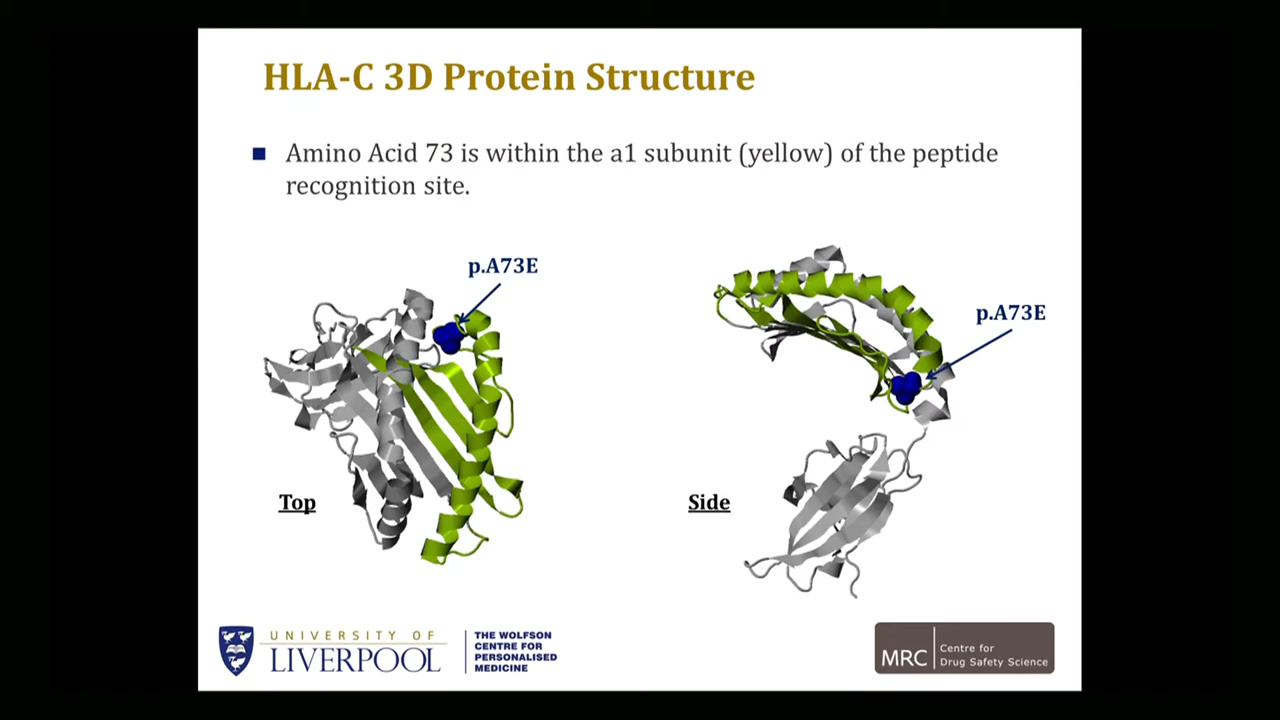 HLA-C 3D Protein Structure
Amino Acid 73 is within the a1 subunit (yellow) of the peptide
recognition site.
p.A73E
p.A73E
Top
Side
UNIVERSITY OF
LIVERPOOL
THE WOLFSON
CENTRE FOR
PERSONALISED
MEDICINE
MRC
Centre for
Drug Safety Science